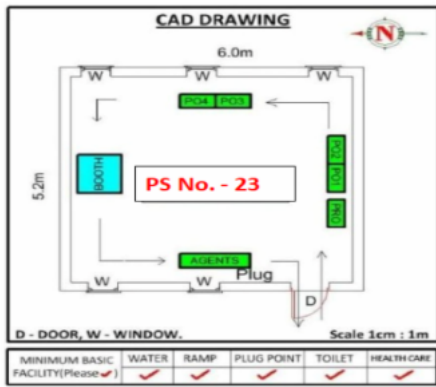 CAD DRAWING
N
6.0m
W W W
PO4 PO3
5.2m
BOOTH
PO2
PO1
PRO
PS No. - 23
AGENTS
Plug
W W
D
D - DOOR, W - WINDOW. Scale 1cm : 1m
MINIMUM BASIC FACILITY(Please✔) WATER RAMP PLUG POINT TOILET HEALTH CARE
✔ ✔ ✔ ✔ ✔